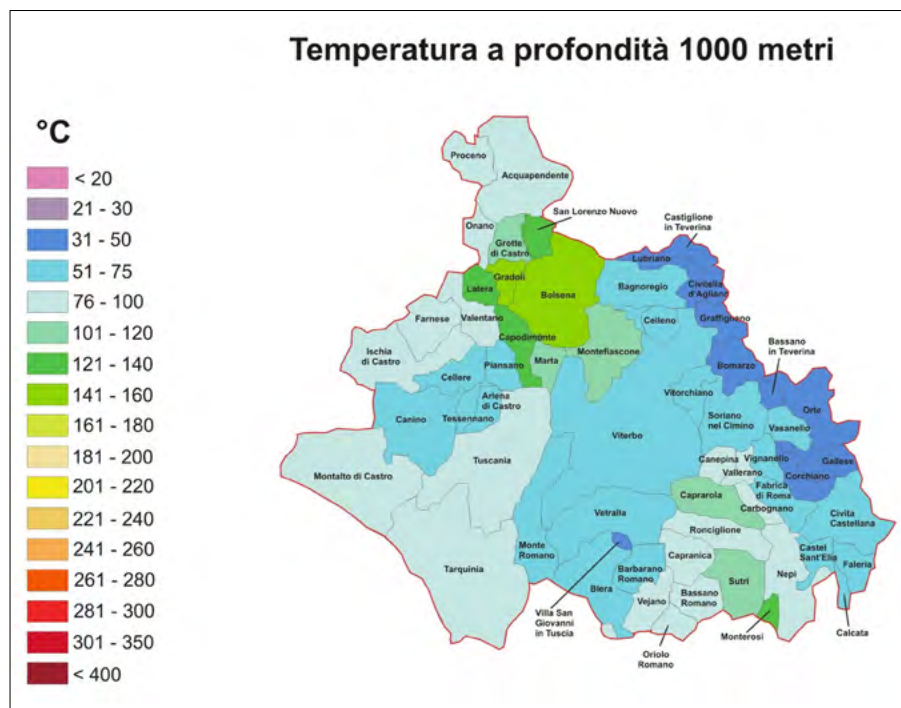 Temperatura a profondità 1000 metri
°C
< 20
21 - 30
31 - 50
51 - 75
76 - 100
101 - 120
121 - 140
141 - 160
161 - 180
181 - 200
201 - 220
221 - 240
241 - 260
261 - 280
281 - 300
301 - 350
< 400
Proceno
Acquapendente
San Lorenzo Nuovo
Castiglione
in Teverina
Onano
Grotte
di Castro
Lubriano
Gradoli
Latera
Bolsena
Bagnoregio
Civitella
d'Agliano
Farnese
Valentano
Celleno
Graffignano
Capodimonte
Ischia
di Castro
Marta
Montefiascone
Bassano
in Teverina
Piansano
Cellere
Bomarzo
Arlena
di Castro
Vitorchiano
Orte
Canino
Tessennano
Soriano
nel Cimino
Vasanello
Viterbo
Tuscania
Canepina
Vignanello
Gallese
Montalto di Castro
Vallerano
Corchiano
Fabrica
di Roma
Caprarola
Carbognano
Vetralla
Civita
Castellana
Ronciglione
Monte
Romano
Capranica
Castel
Sant'Elia
Tarquinia
Barbarano
Romano
Faleria
Blera
Sutri
Nepi
Vejano
Bassano
Romano
Villa San
Giovanni
in Tuscia
Monterosi
Calcata
Oriolo
Romano